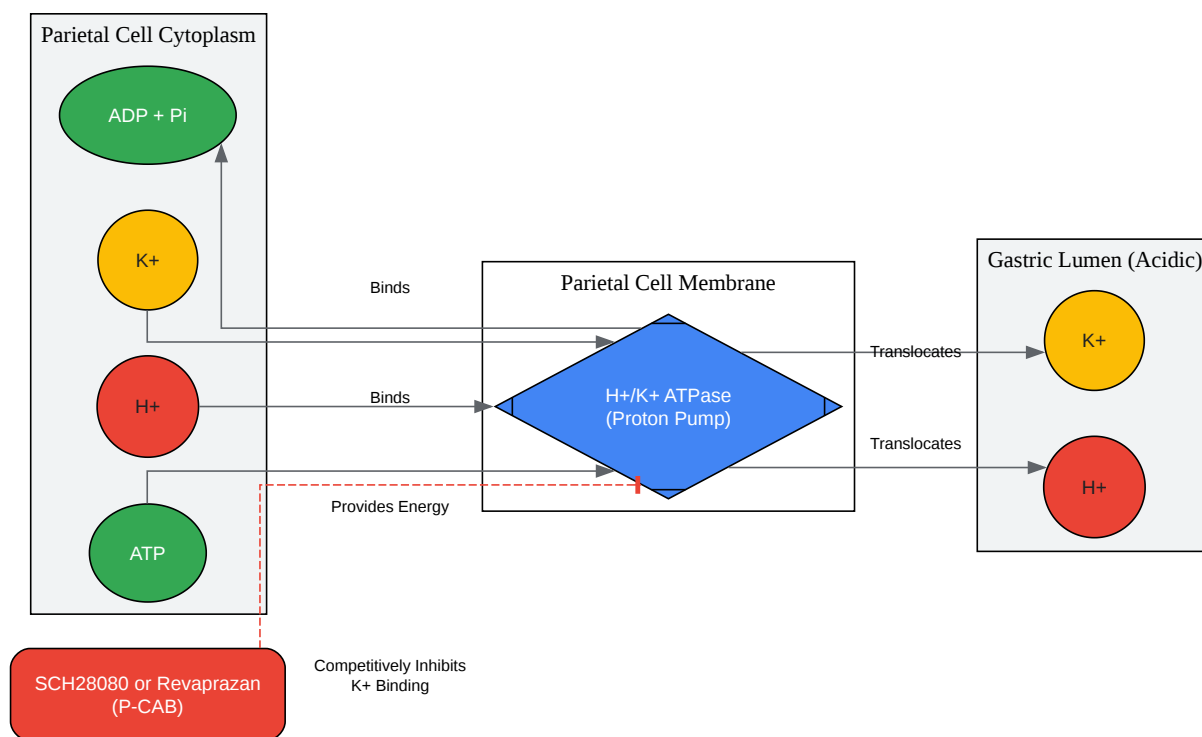 Parietal Cell Cytoplasm
ADP + Pi
K+
H+
ATP
SCH28080 or Revaprazan
(P-CAB)
Binds
Binds
Provides Energy
Competitively Inhibits
K+ Binding
Parietal Cell Membrane
H+/K+ ATPase
(Proton Pump)
Translocates
Translocates
Gastric Lumen (Acidic)
K+
H+